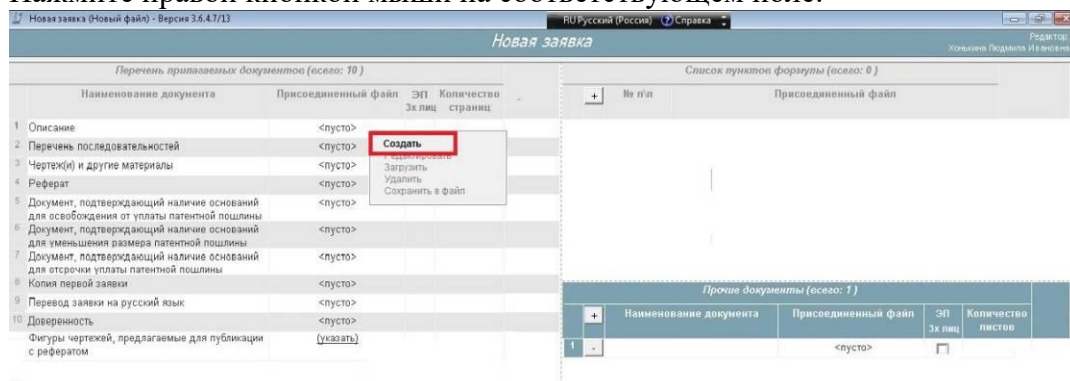 Нажмите правой кнопкой мыши на соответствующем поле.
Новая заявка (Новый файл) - Версия 3.6.4.7/13
RU Русский (Россия) Справка
Новая заявка
Редактор:
Хонькина Людмила Ивановна
Перечень прилагаемых документов (всего: 10 )
Наименование документа Присоединенный файл ЭП 3х лиц Количество страниц
1 Описание <пусто>
2 Перечень последовательностей <пусто>
3 Чертеж(и) и другие материалы <пусто>
4 Реферат <пусто>
5 Документ, подтверждающий наличие оснований <пусто>
для освобождения от уплаты патентной пошлины
6 Документ, подтверждающий наличие оснований <пусто>
для уменьшения размера патентной пошлины
7 Документ, подтверждающий наличие оснований <пусто>
для отсрочки уплаты патентной пошлины
8 Копия первой заявки <пусто>
9 Перевод заявки на русский язык <пусто>
10 Доверенность <пусто>
Фигуры чертежей, предлагаемые для публикации (указать)
с рефератом
Создать
Редактировать
Загрузить
Удалить
Сохранить в файл
Список пунктов формулы (всего: 0 )
+ № п\п Присоединенный файл
Прочие документы (всего: 1 )
+ Наименование документа Присоединенный файл ЭП 3х лиц Количество листов
1 - <пусто>